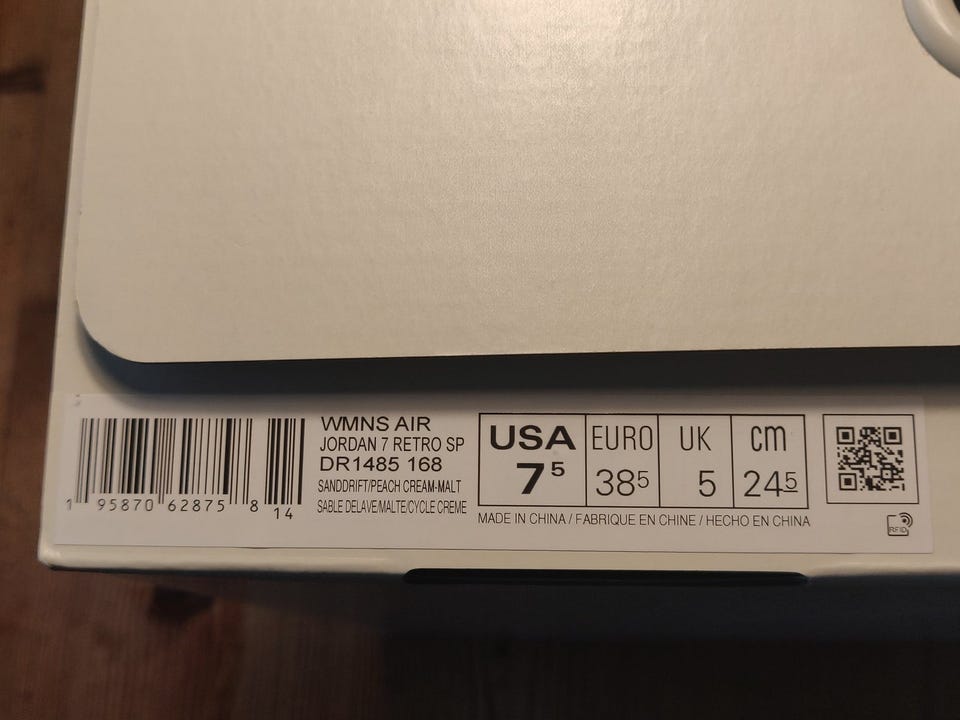 1 95870 62875 8 14
WMNS AIR
JORDAN 7 RETRO SP
DR1485 168
SANDDRIFT/PEACH CREAM-MALT
SABLE DELAVE/MALTE/CYCLE CREME
USA EURO UK cm
7 5 38 5 5 24 5
MADE IN CHINA / FABRIQUE EN CHINE / HECHO EN CHINA
RFID